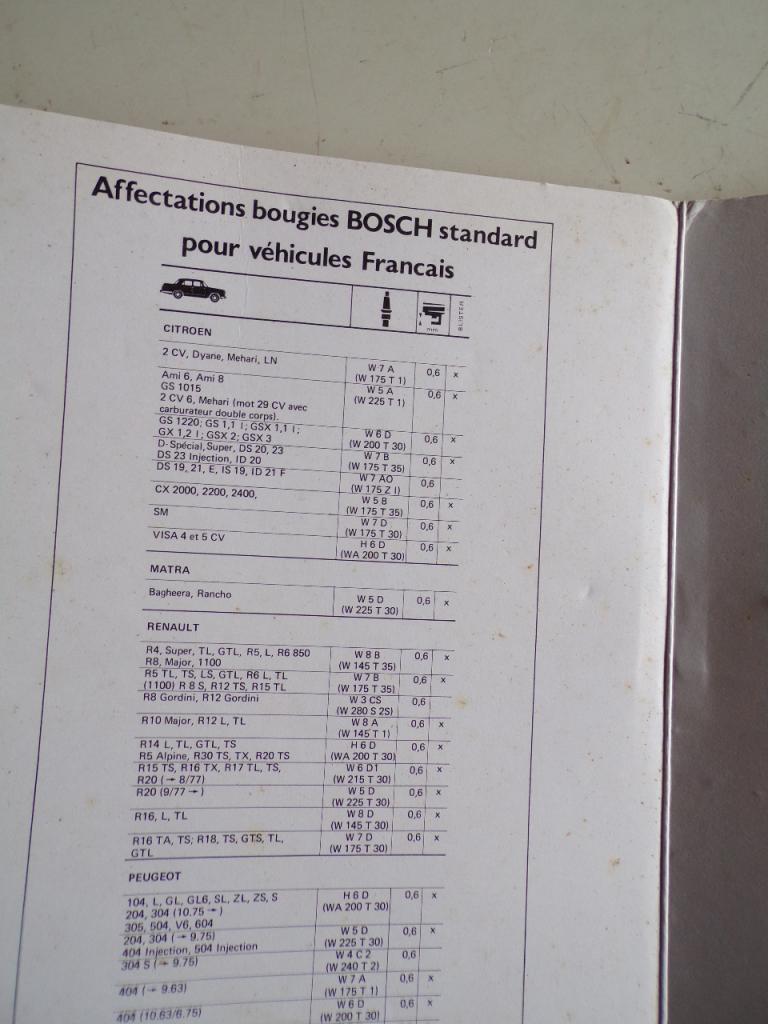 Affectations bougies BOSCH standard
pour véhicules Francais
mm
BLISTER
CITROEN
2 CV, Dyane, Mehari, LN
W 7 A
(W 175 T 1)
0,6 x
Ami 6, Ami 8
GS 1015
2 CV 6, Mehari (mot 29 CV avec
carburateur double corps).
W 5 A
(W 225 T 1)
0,6 x
GS 1220; GS 1,1 l; GSX 1,1 l;
GX 1,2 l; GSX 2; GSX 3
W 6 D
(W 200 T 30)
0,6 x
D-Spécial, Super, DS 20, 23
DS 23 Injection, ID 20
W 7 B
(W 175 T 35)
0,6 x
DS 19, 21, E, IS 19, ID 21 F
W 7 AO
(W 175 Z I)
0,6
CX 2000, 2200, 2400,
W 5 B
(W 175 T 35)
0,6 x
SM
W 7 D
(W 175 T 30)
0,6 x
VISA 4 et 5 CV
H 6 D
(WA 200 T 30)
0,6 x
MATRA
Bagheera, Rancho
W 5 D
(W 225 T 30)
0,6 x
RENAULT
R4, Super, TL, GTL, R5, L, R6 850
R8, Major, 1100
W 8 B
(W 145 T 35)
0,6 x
R5 TL, TS, LS, GTL, R6 L, TL
(1100) R 8 S, R12 TS, R15 TL
W 7 B
(W 175 T 35)
0,6 x
R8 Gordini, R12 Gordini
W 3 CS
(W 280 S 2S)
0,6
R10 Major, R12 L, TL
W 8 A
(W 145 T 1)
0,6 x
R14 L, TL, GTL, TS
R5 Alpine, R30 TS, TX, R20 TS
H 6 D
(WA 200 T 30)
0,6 x
R15 TS, R16 TX, R17 TL, TS,
R20 (→ 8/77)
W 6 D1
(W 215 T 30)
0,6 x
R20 (9/77 →)
W 5 D
(W 225 T 30)
0,6 x
R16, L, TL
W 8 D
(W 145 T 30)
0,6 x
R16 TA, TS; R18, TS, GTS, TL,
GTL
W 7 D
(W 175 T 30)
0,6 x
PEUGEOT
104, L, GL, GL6, SL, ZL, ZS, S
204, 304 (10.75 →)
305, 504, V6, 604
H 6 D
(WA 200 T 30)
0,6 x
204, 304 (→ 9.75)
404 Injection, 504 Injection
W 5 D
(W 225 T 30)
0,6 x
304 S (→ 9.75)
W 4 C 2
(W 240 T 2)
0,6
404 (→ 9.63)
W 7 A
(W 175 T 1)
0,6 x
404 (10.63/6.75)
W 6 D
(W 200 T 30)
0,6 x